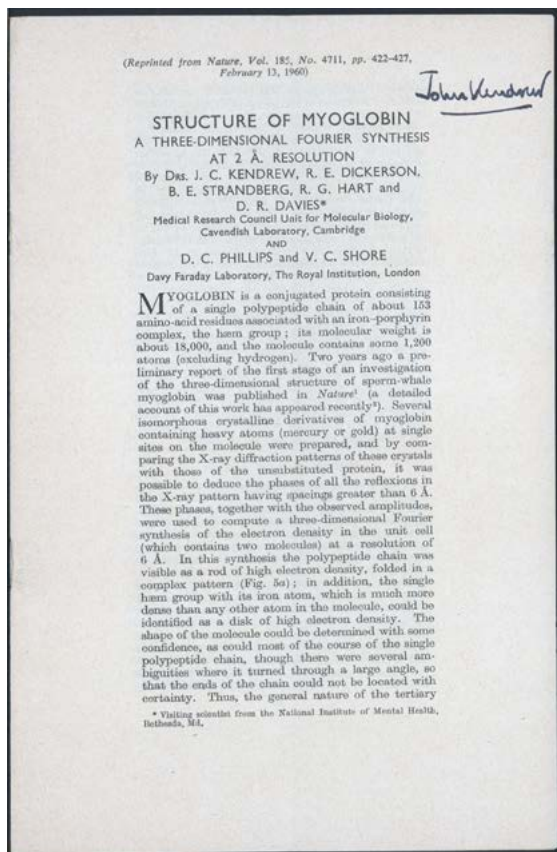 (Reprinted from Nature, Vol. 185, No. 4711, pp. 422–427,
February 13, 1960)
John Kendrew
STRUCTURE OF MYOGLOBIN
A THREE-DIMENSIONAL FOURIER SYNTHESIS
AT 2 Å. RESOLUTION
By DRS. J. C. KENDREW, R. E. DICKERSON,
B. E. STRANDBERG, R. G. HART and
D. R. DAVIES*
Medical Research Council Unit for Molecular Biology,
Cavendish Laboratory, Cambridge
AND
D. C. PHILLIPS and V. C. SHORE
Davy Faraday Laboratory, The Royal Institution, London
MYOGLOBIN is a conjugated protein consisting
of a single polypeptide chain of about 153
amino-acid residues associated with an iron–porphyrin
complex, the hæm group ; its molecular weight is
about 18,000, and the molecule contains some 1,200
atoms (excluding hydrogen). Two years ago a pre-
liminary report of the first stage of an investigation
of the three-dimensional structure of sperm-whale
myoglobin was published in Nature¹ (a detailed
account of this work has appeared recently²). Several
isomorphous crystalline derivatives of myoglobin
containing heavy atoms (mercury or gold) at single
sites on the molecule were prepared, and by com-
paring the X-ray diffraction patterns of these crystals
with those of the unsubstituted protein, it was
possible to deduce the phases of all the reflexions in
the X-ray pattern having spacings greater than 6 Å.
These phases, together with the observed amplitudes,
were used to compute a three-dimensional Fourier
synthesis of the electron density in the unit cell
(which contains two molecules) at a resolution of
6 Å. In this synthesis the polypeptide chain was
visible as a rod of high electron density, folded in a
complex pattern (Fig. 5a) ; in addition, the single
hæm group with its iron atom, which is much more
dense than any other atom in the molecule, could be
identified as a disk of high electron density. The
shape of the molecule could be determined with some
confidence, as could most of the course of the single
polypeptide chain, though there were several am-
biguities where it turned through a large angle, so
that the ends of the chain could not be located with
certainty. Thus, the general nature of the tertiary
* Visiting scientist from the National Institute of Mental Health,
Bethesda, Md.